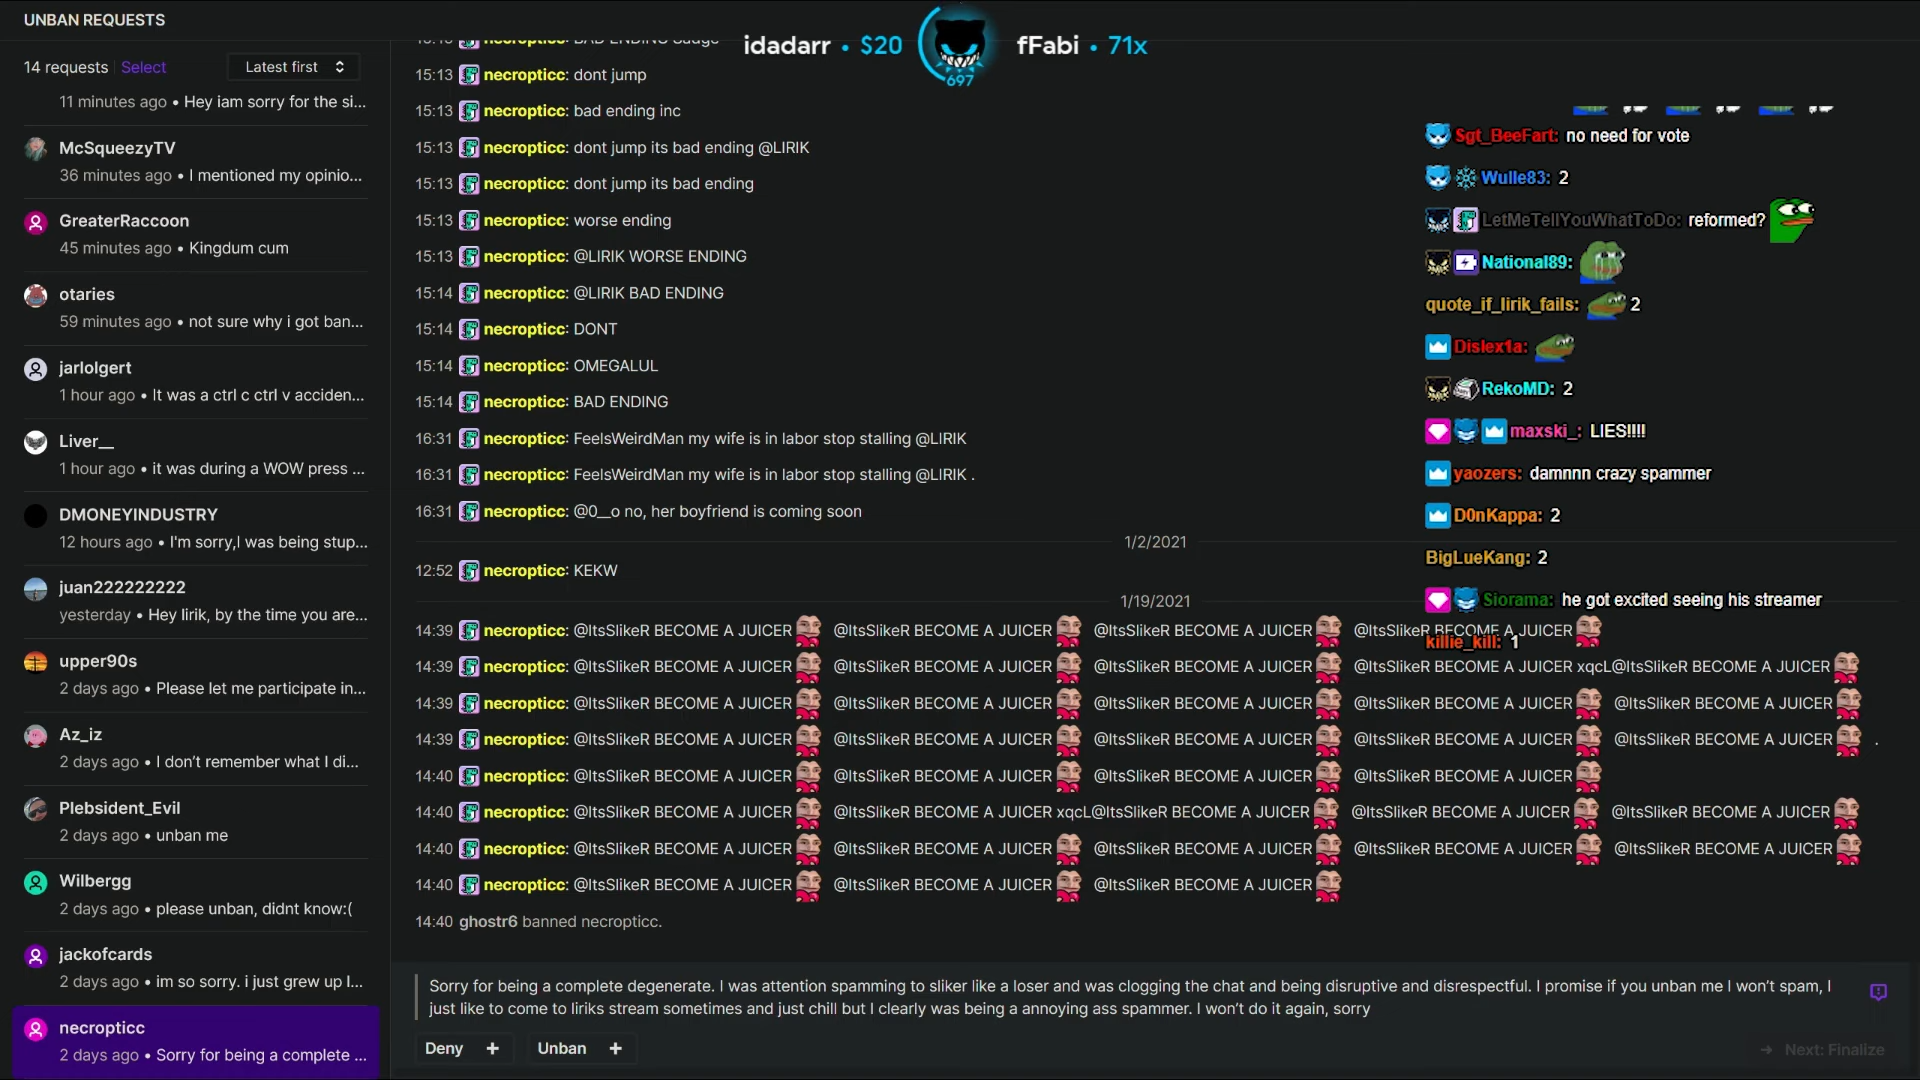 UNBAN REQUESTS
14 requests
Select
Latest first
11 minutes ago • Hey iam sorry for the si...
McSqueezyTV
36 minutes ago • I mentioned my opinio...
GreaterRaccoon
45 minutes ago • Kingdum cum
otaries
59 minutes ago • not sure why i got ban...
jarlolgert
1 hour ago • It was a ctrl c ctrl v acciden...
Liver__
1 hour ago • it was during a WOW press ...
DMONEYINDUSTRY
12 hours ago • I'm sorry,I was being stup...
juan222222222
yesterday • Hey lirik, by the time you are...
upper90s
2 days ago • Please let me participate in...
Az_iz
2 days ago • I don't remember what I di...
Plebsident_Evil
2 days ago • unban me
Wilbergg
2 days ago • please unban, didnt know:(
jackofcards
2 days ago • im so sorry. i just grew up l...
necropticc
2 days ago • Sorry for being a complete ...
idadarr • $20
697
fFabi • 71x
15:13 necropticc: dont jump
15:13 necropticc: bad ending inc
15:13 necropticc: dont jump its bad ending @LIRIK
15:13 necropticc: dont jump its bad ending
15:13 necropticc: worse ending
15:13 necropticc: @LIRIK WORSE ENDING
15:14 necropticc: @LIRIK BAD ENDING
15:14 necropticc: DONT
15:14 necropticc: OMEGALUL
15:14 necropticc: BAD ENDING
16:31 necropticc: FeelsWeirdMan my wife is in labor stop stalling @LIRIK
16:31 necropticc: FeelsWeirdMan my wife is in labor stop stalling @LIRIK .
16:31 necropticc: @0__o no, her boyfriend is coming soon
1/2/2021
12:52 necropticc: KEKW
1/19/2021
14:39 necropticc: @ItsSlikeR BECOME A JUICER @ItsSlikeR BECOME A JUICER @ItsSlikeR BECOME A JUICER @ItsSlikeR BECOME A JUICER
14:39 necropticc: @ItsSlikeR BECOME A JUICER @ItsSlikeR BECOME A JUICER @ItsSlikeR BECOME A JUICER @ItsSlikeR BECOME A JUICER xqcL@ItsSlikeR BECOME A JUICER
14:39 necropticc: @ItsSlikeR BECOME A JUICER @ItsSlikeR BECOME A JUICER @ItsSlikeR BECOME A JUICER @ItsSlikeR BECOME A JUICER @ItsSlikeR BECOME A JUICER
14:39 necropticc: @ItsSlikeR BECOME A JUICER @ItsSlikeR BECOME A JUICER @ItsSlikeR BECOME A JUICER @ItsSlikeR BECOME A JUICER @ItsSlikeR BECOME A JUICER .
14:40 necropticc: @ItsSlikeR BECOME A JUICER @ItsSlikeR BECOME A JUICER @ItsSlikeR BECOME A JUICER @ItsSlikeR BECOME A JUICER
14:40 necropticc: @ItsSlikeR BECOME A JUICER @ItsSlikeR BECOME A JUICER xqcL@ItsSlikeR BECOME A JUICER @ItsSlikeR BECOME A JUICER @ItsSlikeR BECOME A JUICER
14:40 necropticc: @ItsSlikeR BECOME A JUICER @ItsSlikeR BECOME A JUICER @ItsSlikeR BECOME A JUICER @ItsSlikeR BECOME A JUICER @ItsSlikeR BECOME A JUICER
14:40 necropticc: @ItsSlikeR BECOME A JUICER @ItsSlikeR BECOME A JUICER @ItsSlikeR BECOME A JUICER
14:40 ghostr6 banned necropticc.
Sorry for being a complete degenerate. I was attention spamming to sliker like a loser and was clogging the chat and being disruptive and disrespectful. I promise if you unban me I won't spam, I
just like to come to liriks stream sometimes and just chill but I clearly was being a annoying ass spammer. I won't do it again, sorry
Deny + Unban +
Next: Finalize
Sgt_BeeFart: no need for vote
Wulle83: 2
LetMeTellYouWhatToDo: reformed?
National89:
quote_if_lirik_fails: 2
Dislex1a:
RekoMD: 2
maxski_: LIES!!!!
yaozers: damnnn crazy spammer
D0nKappa: 2
BigLueKang: 2
Siorama: he got excited seeing his streamer
killie_kill: 1